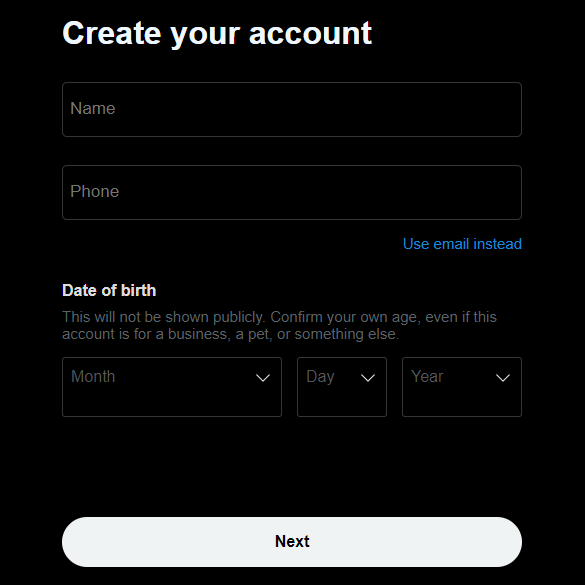 Create your account
Name
Phone
Use email instead
Date of birth
This will not be shown publicly. Confirm your own age, even if this
account is for a business, a pet, or something else.
Month Day Year
Next